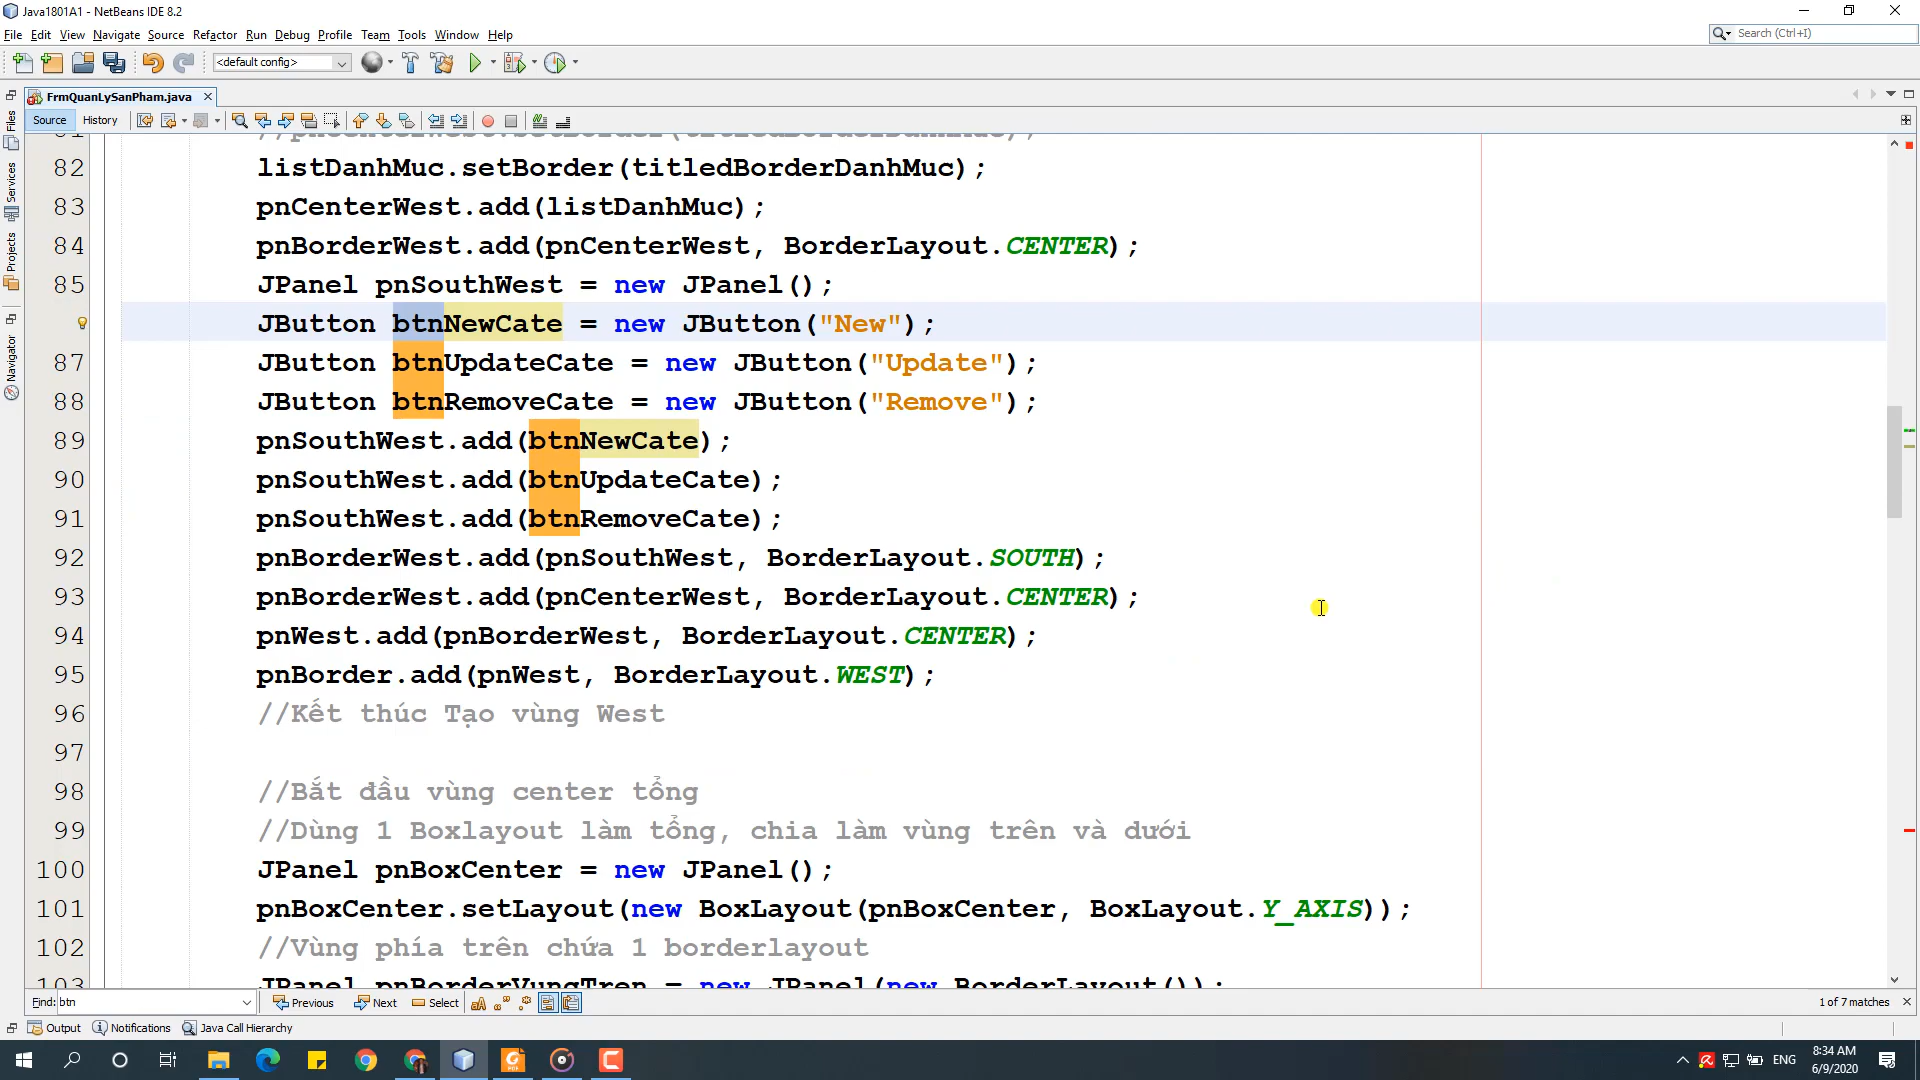 Java1801A1 - NetBeans IDE 8.2
File Edit View Navigate Source Refactor Run Debug Profile Team Tools Window Help
Search (Ctrl+I)
<default config>
FrmQuanLySanPham.java
Source History
Files
Services
Projects
Navigator
82 listDanhMuc.setBorder(titledBorderDanhMuc);
83 pnCenterWest.add(listDanhMuc);
84 pnBorderWest.add(pnCenterWest, BorderLayout.CENTER);
85 JPanel pnSouthWest = new JPanel();
JButton btnNewCate = new JButton("New");
87 JButton btnUpdateCate = new JButton("Update");
88 JButton btnRemoveCate = new JButton("Remove");
89 pnSouthWest.add(btnNewCate);
90 pnSouthWest.add(btnUpdateCate);
91 pnSouthWest.add(btnRemoveCate);
92 pnBorderWest.add(pnSouthWest, BorderLayout.SOUTH);
93 pnBorderWest.add(pnCenterWest, BorderLayout.CENTER);
94 pnWest.add(pnBorderWest, BorderLayout.CENTER);
95 pnBorder.add(pnWest, BorderLayout.WEST);
96 //Kết thúc Tạo vùng West
97
98 //Bắt đầu vùng center tổng
99 //Dùng 1 Boxlayout làm tổng, chia làm vùng trên và dưới
100 JPanel pnBoxCenter = new JPanel();
101 pnBoxCenter.setLayout(new BoxLayout(pnBoxCenter, BoxLayout.Y_AXIS));
102 //Vùng phía trên chứa 1 borderlayout
103 JPanel pnBorderVungTren = new JPanel(new BorderLayout());
Find: btn Previous Next Select 1 of 7 matches
Output Notifications Java Call Hierarchy
ENG
8:34 AM
6/9/2020